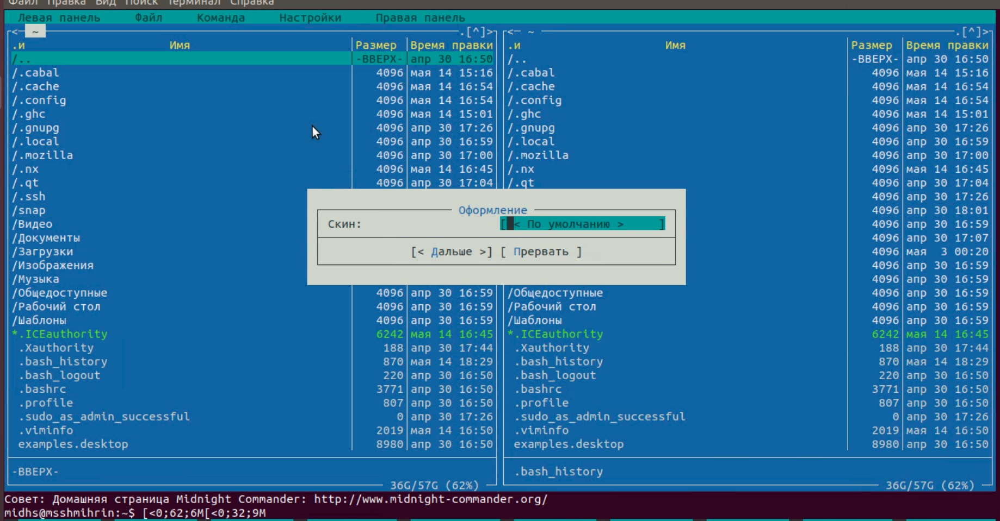 Файл Правка Вид Поиск Терминал Справка
Левая панель Файл Команда Настройки Правая панель
<─ ~ ─.[^]> <─ ~ ─.[^]>
.и Имя Размер Время правки .и Имя Размер Время правки
/.. -ВВЕРХ- апр 30 16:50 /.. -ВВЕРХ- апр 30 16:50
/.cabal 4096 мая 14 15:16 /.cabal 4096 мая 14 15:16
/.cache 4096 мая 14 16:54 /.cache 4096 мая 14 16:54
/.config 4096 мая 14 16:54 /.config 4096 мая 14 16:54
/.ghc 4096 мая 14 15:01 /.ghc 4096 мая 14 15:01
/.gnupg 4096 апр 30 17:26 /.gnupg 4096 апр 30 17:26
/.local 4096 апр 30 16:59 /.local 4096 апр 30 16:59
/.mozilla 4096 апр 30 17:00 /.mozilla 4096 апр 30 17:00
/.nx 4096 мая 14 16:45 /.nx 4096 мая 14 16:45
/.qt 4096 апр 30 17:04 /.qt 4096 апр 30 17:04
/.ssh 4096 апр 30 17:26
/snap Оформление 4096 апр 30 18:01
/Видео Скин: [ < По умолчанию > ] 4096 апр 30 16:59
/Документы 4096 апр 30 17:07
/Загрузки [< Дальше >] [ Прервать ] 4096 мая 3 00:20
/Изображения 4096 апр 30 16:59
/Музыка 4096 апр 30 16:59
/Общедоступные 4096 апр 30 16:59 /Общедоступные 4096 апр 30 16:59
/Рабочий стол 4096 апр 30 16:59 /Рабочий стол 4096 апр 30 16:59
/Шаблоны 4096 апр 30 16:59 /Шаблоны 4096 апр 30 16:59
*.ICEauthority 6242 мая 14 16:45 *.ICEauthority 6242 мая 14 16:45
.Xauthority 188 апр 30 17:44 .Xauthority 188 апр 30 17:44
.bash_history 870 мая 14 18:29 .bash_history 870 мая 14 18:29
.bash_logout 220 апр 30 16:50 .bash_logout 220 апр 30 16:50
.bashrc 3771 апр 30 16:50 .bashrc 3771 апр 30 16:50
.profile 807 апр 30 16:50 .profile 807 апр 30 16:50
.sudo_as_admin_successful 0 апр 30 17:26 .sudo_as_admin_successful 0 апр 30 17:26
.viminfo 2019 мая 14 16:50 .viminfo 2019 мая 14 16:50
examples.desktop 8980 апр 30 16:50 examples.desktop 8980 апр 30 16:50
-ВВЕРХ- .bash_history
36G/57G (62%) 36G/57G (62%)
Совет: Домашняя страница Midnight Commander: http://www.midnight-commander.org/
midhs@msshmihrin:~$ [<0;62;6M[<0;32;9M